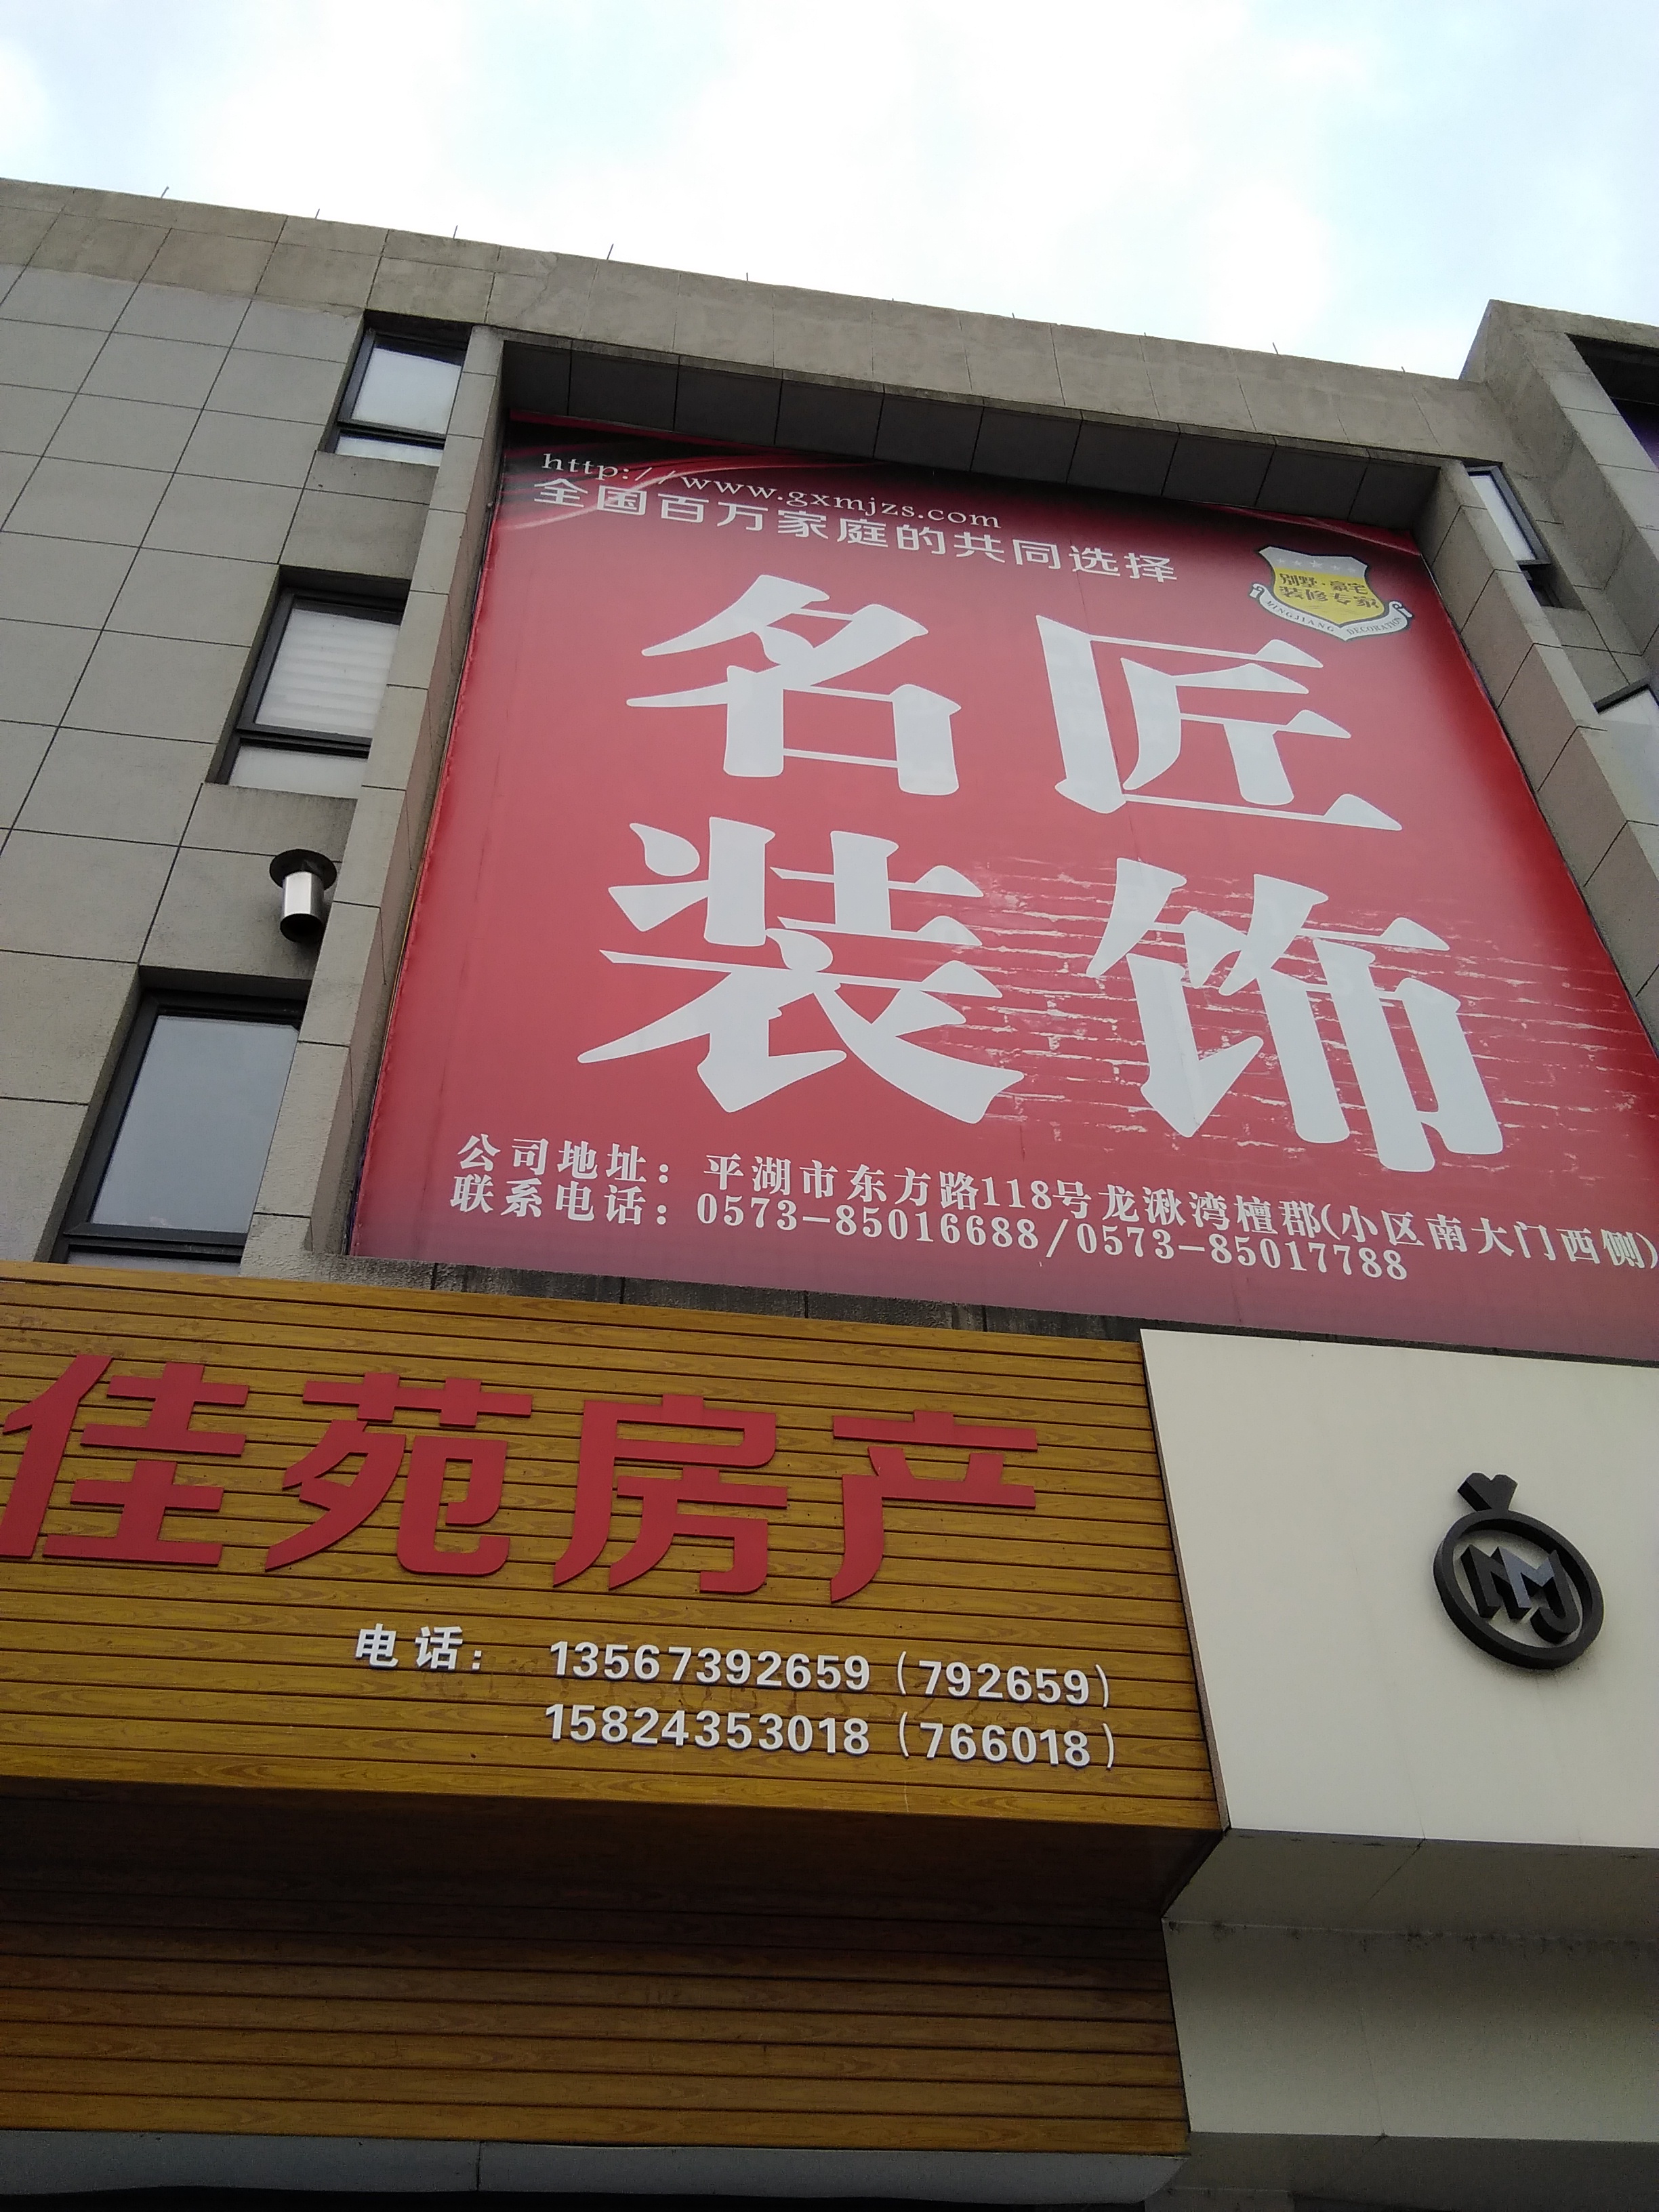 http://www.gxmjzs.com
全国百万家庭的共同选择
别墅·豪宅
装修专家
MINGJIANG DECORATION
名匠
装饰
公司地址：平湖市东方路118号龙湫湾檀郡(小区南大门西侧)
联系电话：0573-85016688/0573-85017788
佳苑房产
电话： 13567392659（792659）
15824353018（766018）
NMJ